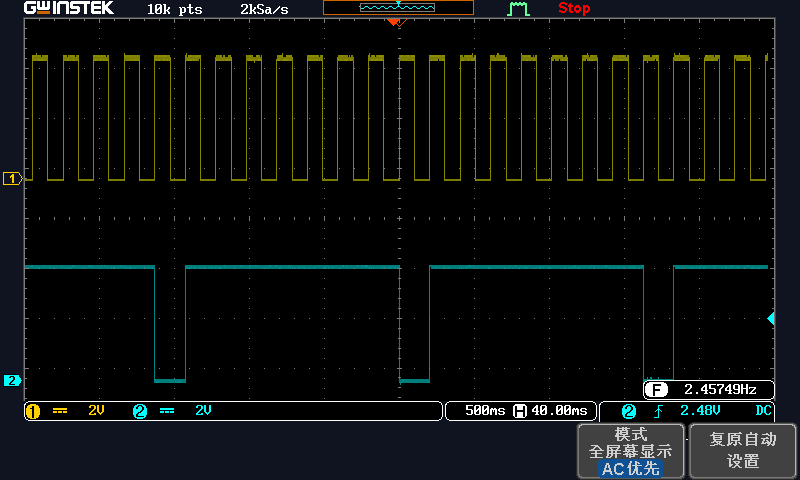 GWINSTEK 10k pts 2kSa/s Stop
1
2
F 2.45749Hz
1 2V 2 2V 500ms H 40.00ms 2 2.48V DC
模式
全屏幕显示
AC优先
复原自动
设置